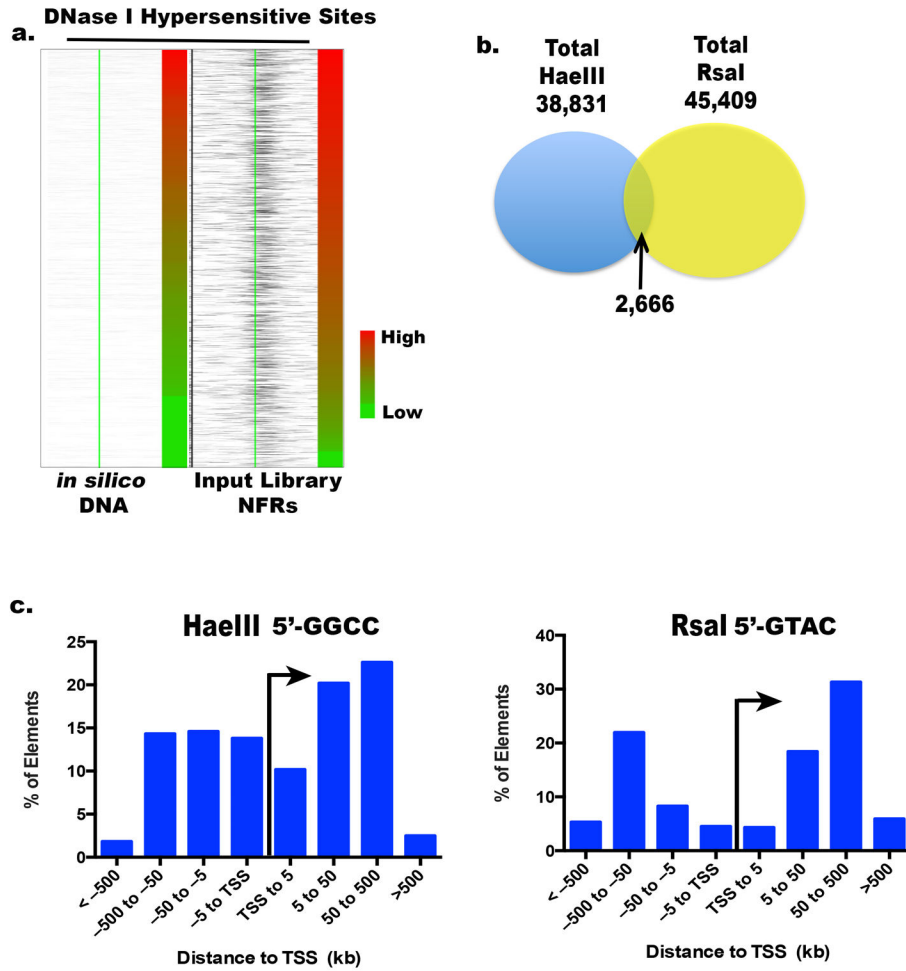 DNase I Hypersensitive Sites
a.
High
Low
in silico
DNA
Input Library
NFRs
b.
Total
HaeIII
38,831
Total
RsaI
45,409
2,666
c.
HaeIII 5’-GGCC
% of Elements
25
20
15
10
5
0
< –500
–500 to –50
–50 to –5
–5 to TSS
TSS to 5
5 to 50
50 to 500
>500
Distance to TSS (kb)
RsaI 5’-GTAC
% of Elements
40
30
20
10
0
< –500
–500 to –50
–50 to –5
–5 to TSS
TSS to 5
5 to 50
50 to 500
>500
Distance to TSS (kb)